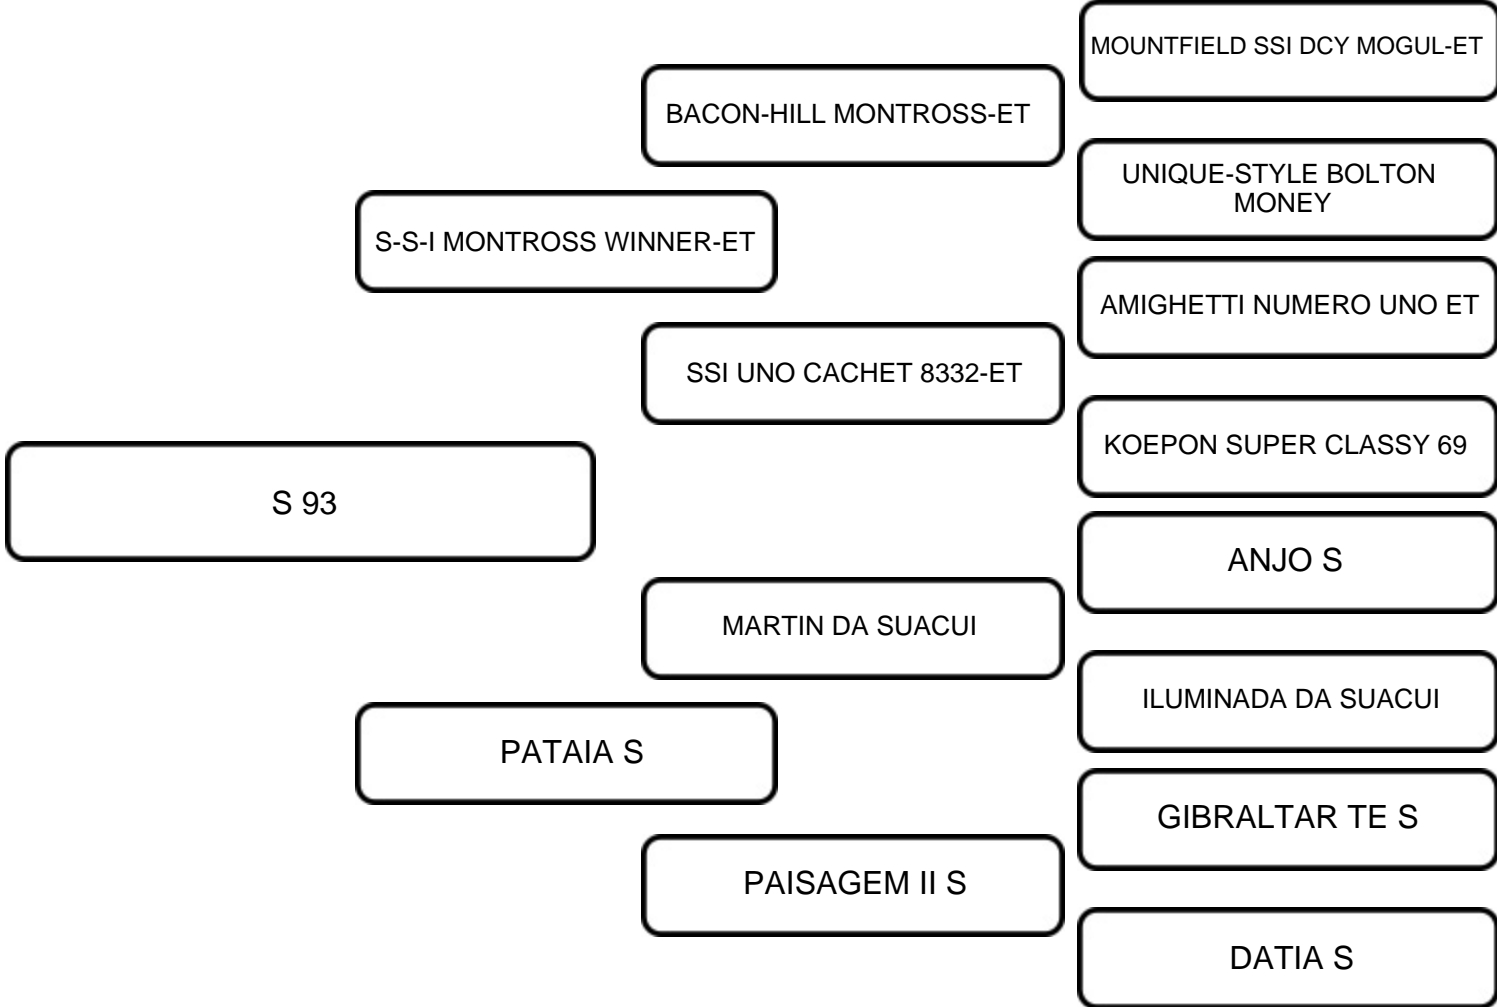 MOUNTFIELD SSI DCY MOGUL-ET
BACON-HILL MONTROSS-ET
UNIQUE-STYLE BOLTON
MONEY
S-S-I MONTROSS WINNER-ET
AMIGHETTI NUMERO UNO ET
SSI UNO CACHET 8332-ET
KOEPON SUPER CLASSY 69
S 93
ANJO S
MARTIN DA SUACUI
ILUMINADA DA SUACUI
PATAIA S
GIBRALTAR TE S
PAISAGEM II S
DATIA S